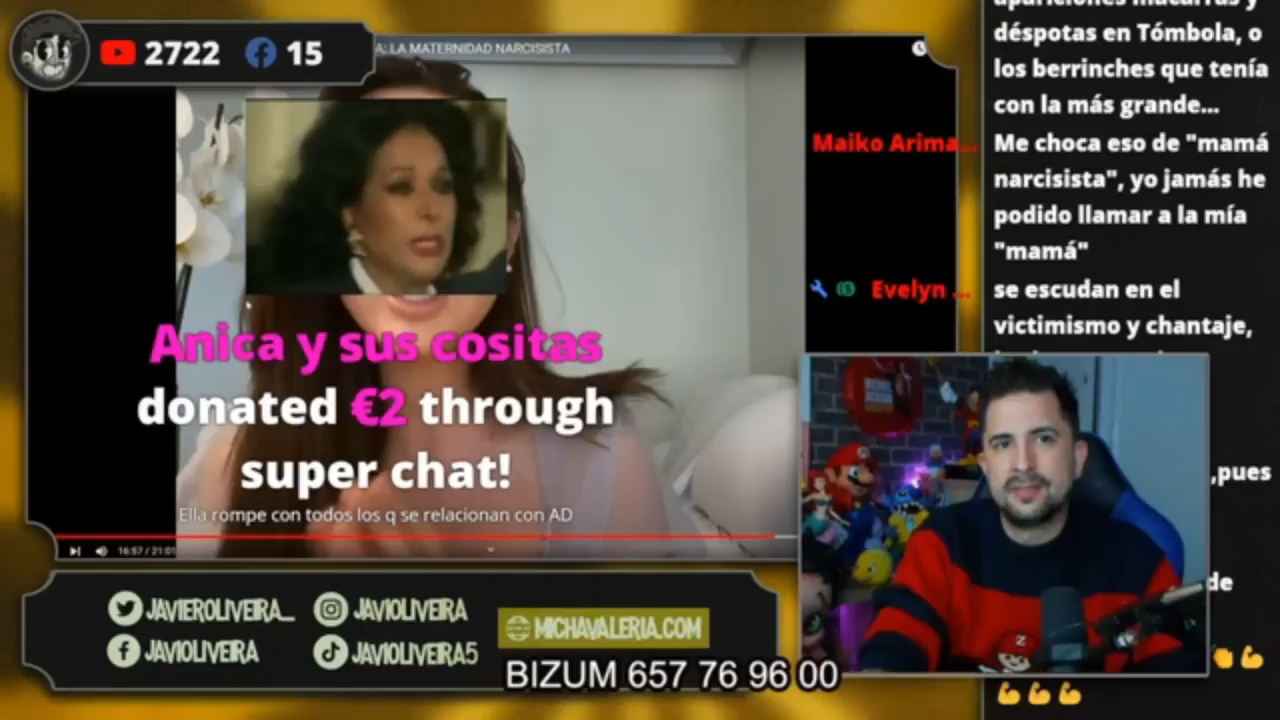 2722
15
A: LA MATERNIDAD NARCISISTA
Maiko Arima...
Evelyn ...
Anica y sus cositas
donated €2 through
super chat!
Ella rompe con todos los q se relacionan con AD
16:57 / 21:01
JAVIEROLIVEIRA_
JAVIOLIVEIRA
JAVIOLIVEIRA
JAVIOLIVEIRA5
MICHAVALERIA.COM
BIZUM 657 76 96 00
déspotas en Tómbola, o
los berrinches que tenía
con la más grande...
Me choca eso de "mamá
narcisista", yo jamás he
podido llamar a la mía
"mamá"
se escudan en el
victimismo y chantaje,
,pues
de
Z